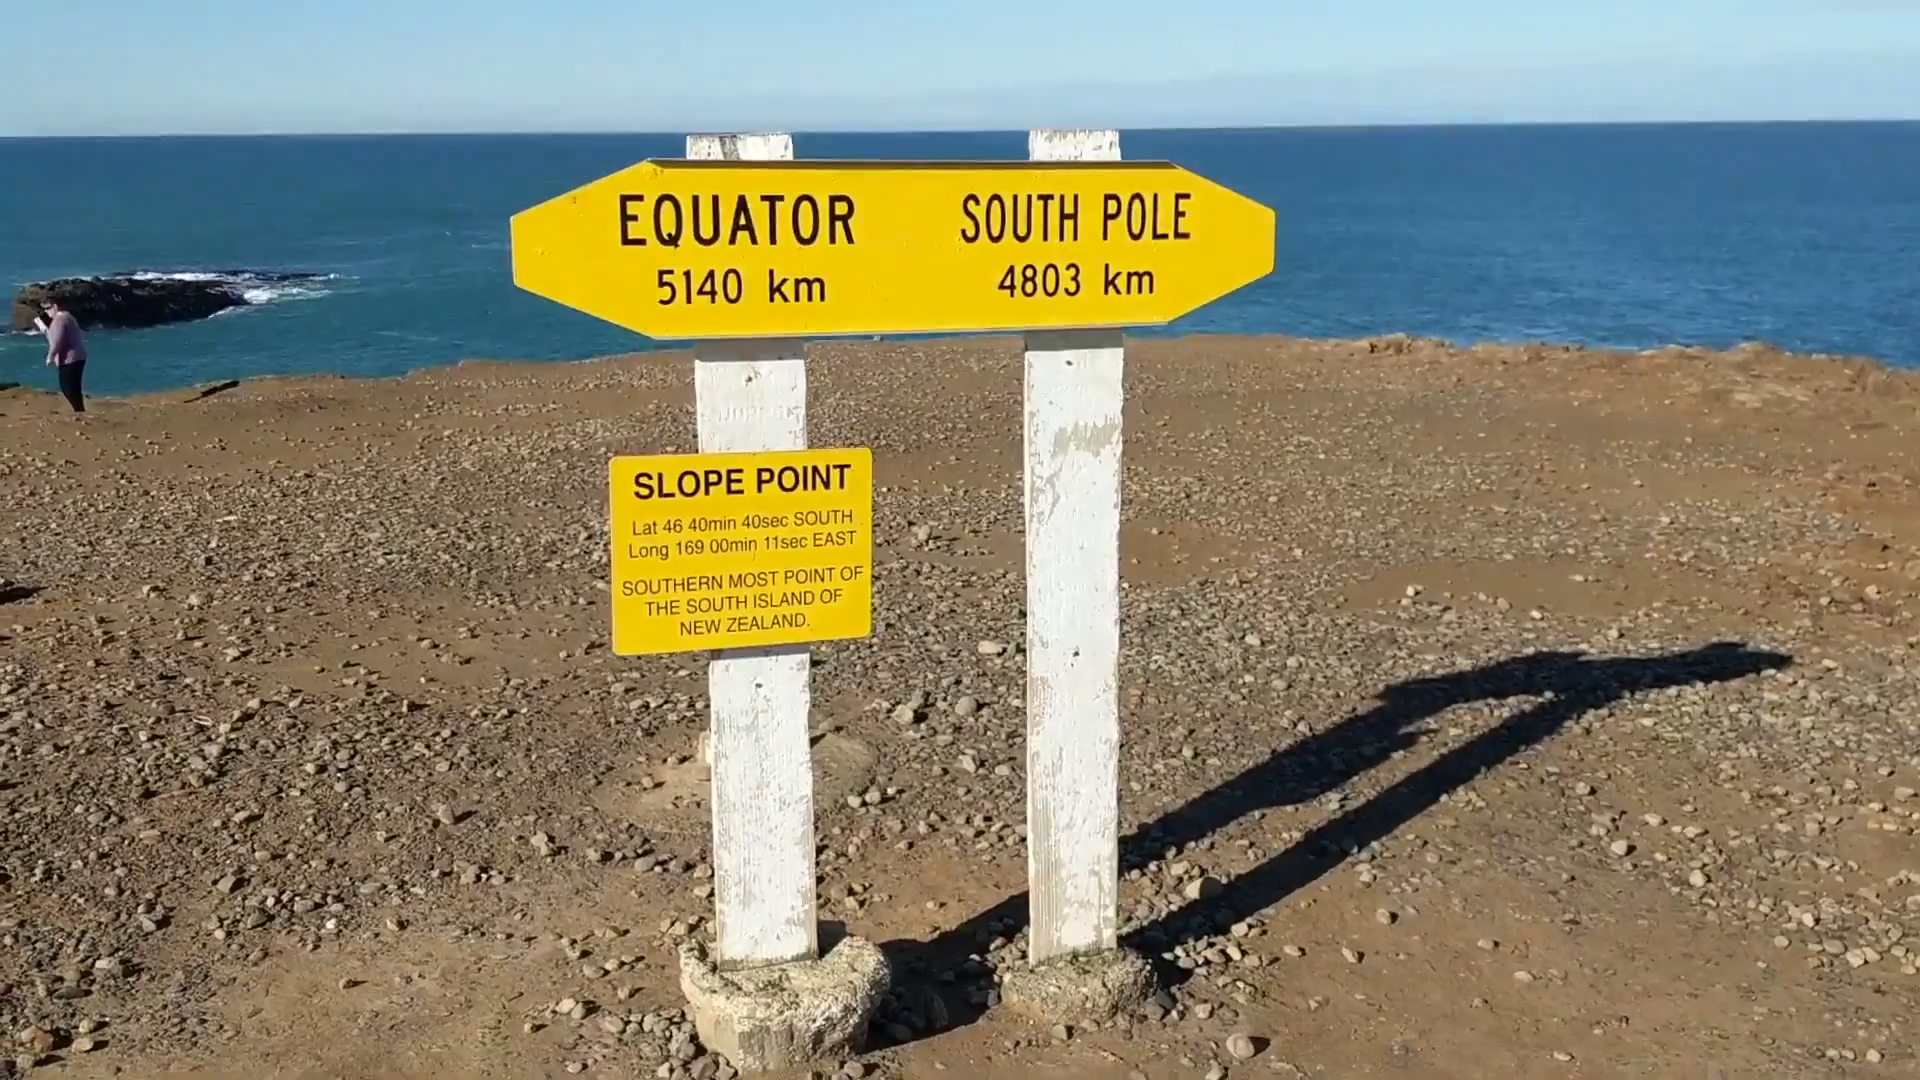 EQUATOR
5140 km
SOUTH POLE
4803 km
SLOPE POINT
Lat 46 40min 40sec SOUTH
Long 169 00min 11sec EAST
SOUTHERN MOST POINT OF
THE SOUTH ISLAND OF
NEW ZEALAND.